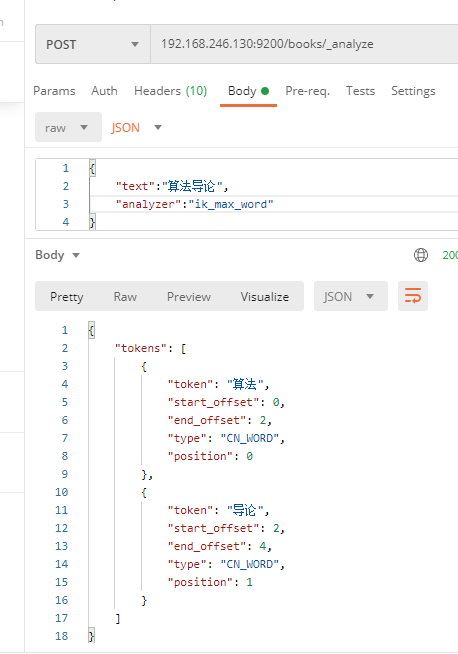 POST 192.168.246.130:9200/books/_analyze
Params Auth Headers (10) Body Pre-req. Tests Settings
raw JSON
1 {
2 "text":"算法导论",
3 "analyzer":"ik_max_word"
4 }
Body 200
Pretty Raw Preview Visualize JSON
1 {
2 "tokens": [
3 {
4 "token": "算法",
5 "start_offset": 0,
6 "end_offset": 2,
7 "type": "CN_WORD",
8 "position": 0
9 },
10 {
11 "token": "导论",
12 "start_offset": 2,
13 "end_offset": 4,
14 "type": "CN_WORD",
15 "position": 1
16 }
17 ]
18 }